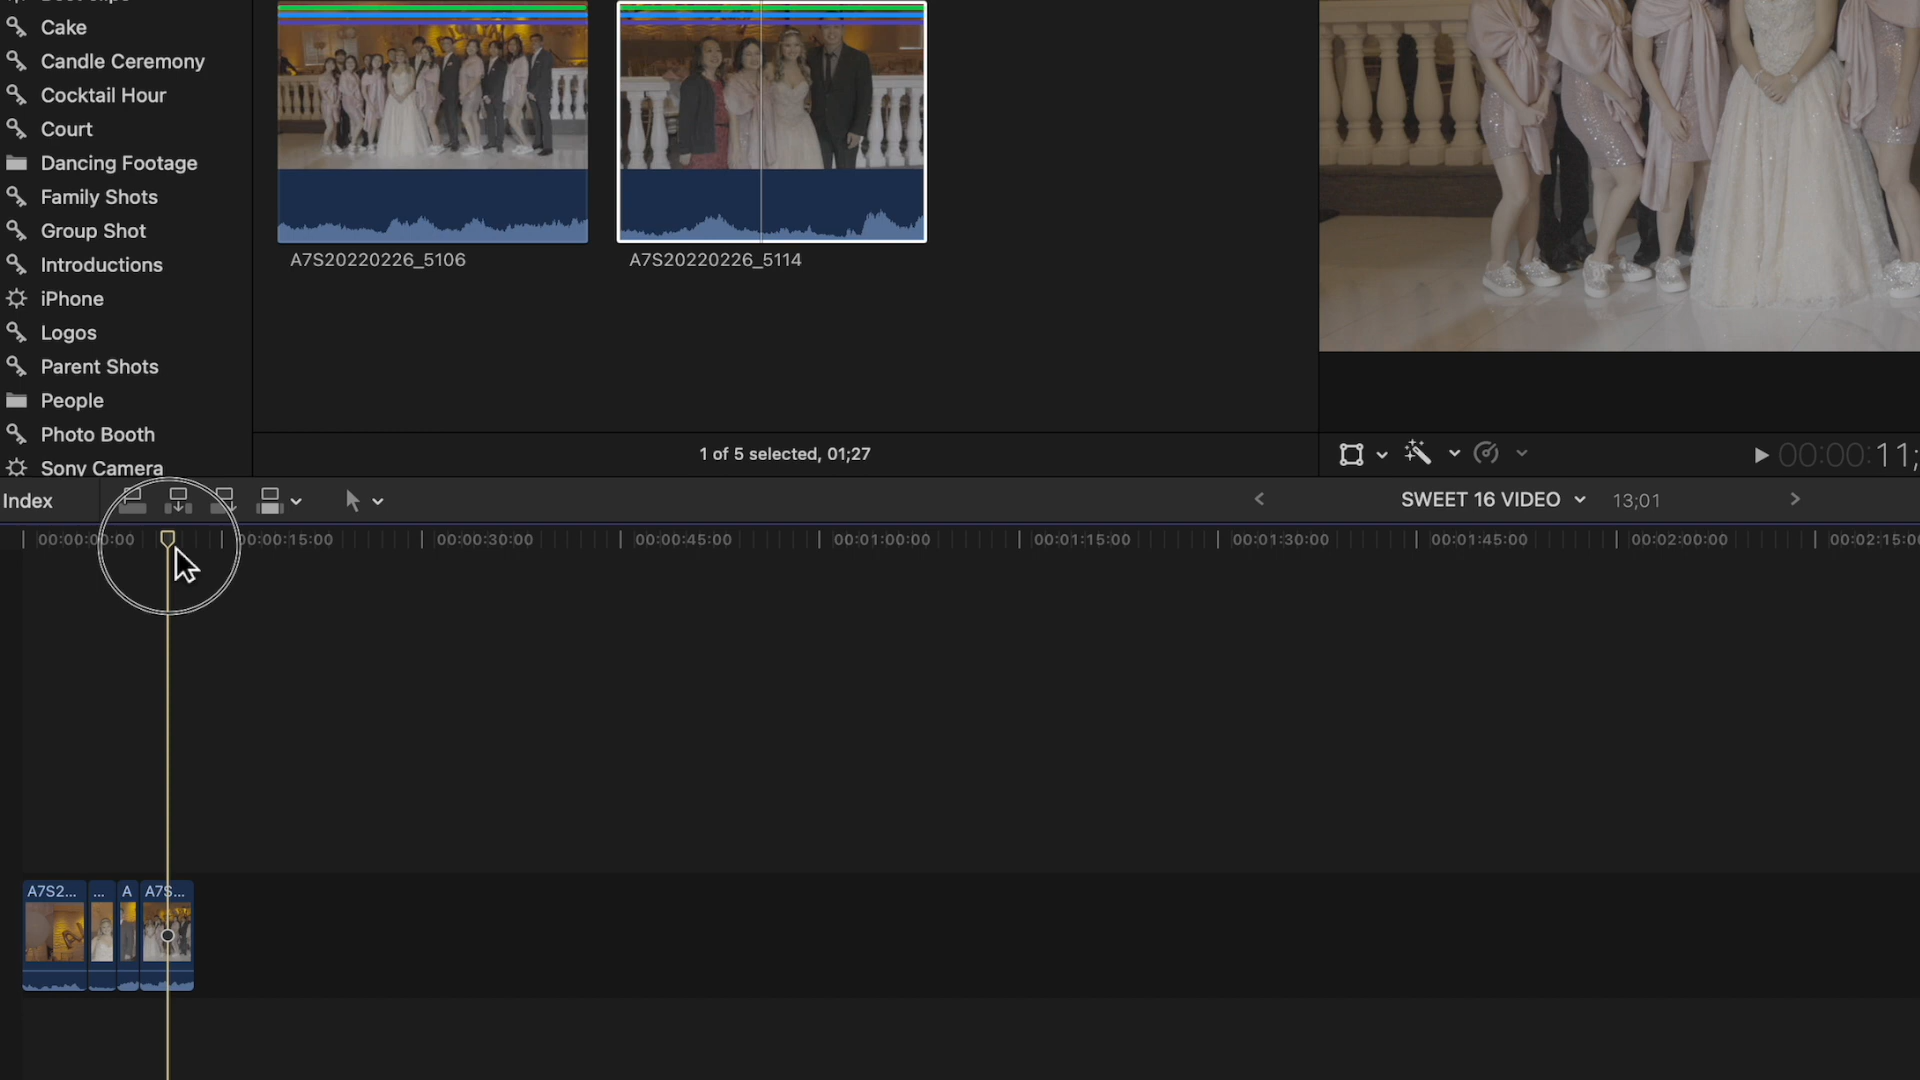 Cake
Candle Ceremony
Cocktail Hour
Court
Dancing Footage
Family Shots
Group Shot
Introductions
iPhone
Logos
Parent Shots
People
Photo Booth
Sony Camera
A7S20220226_5106
A7S20220226_5114
1 of 5 selected, 01;27
00:00:11;
Index
SWEET 16 VIDEO
13;01
00:00:00:00
00:00:15:00
00:00:30:00
00:00:45:00
00:01:00:00
00:01:15:00
00:01:30:00
00:01:45:00
00:02:00:00
00:02:15:00
A7S2...
...
A
A7S...